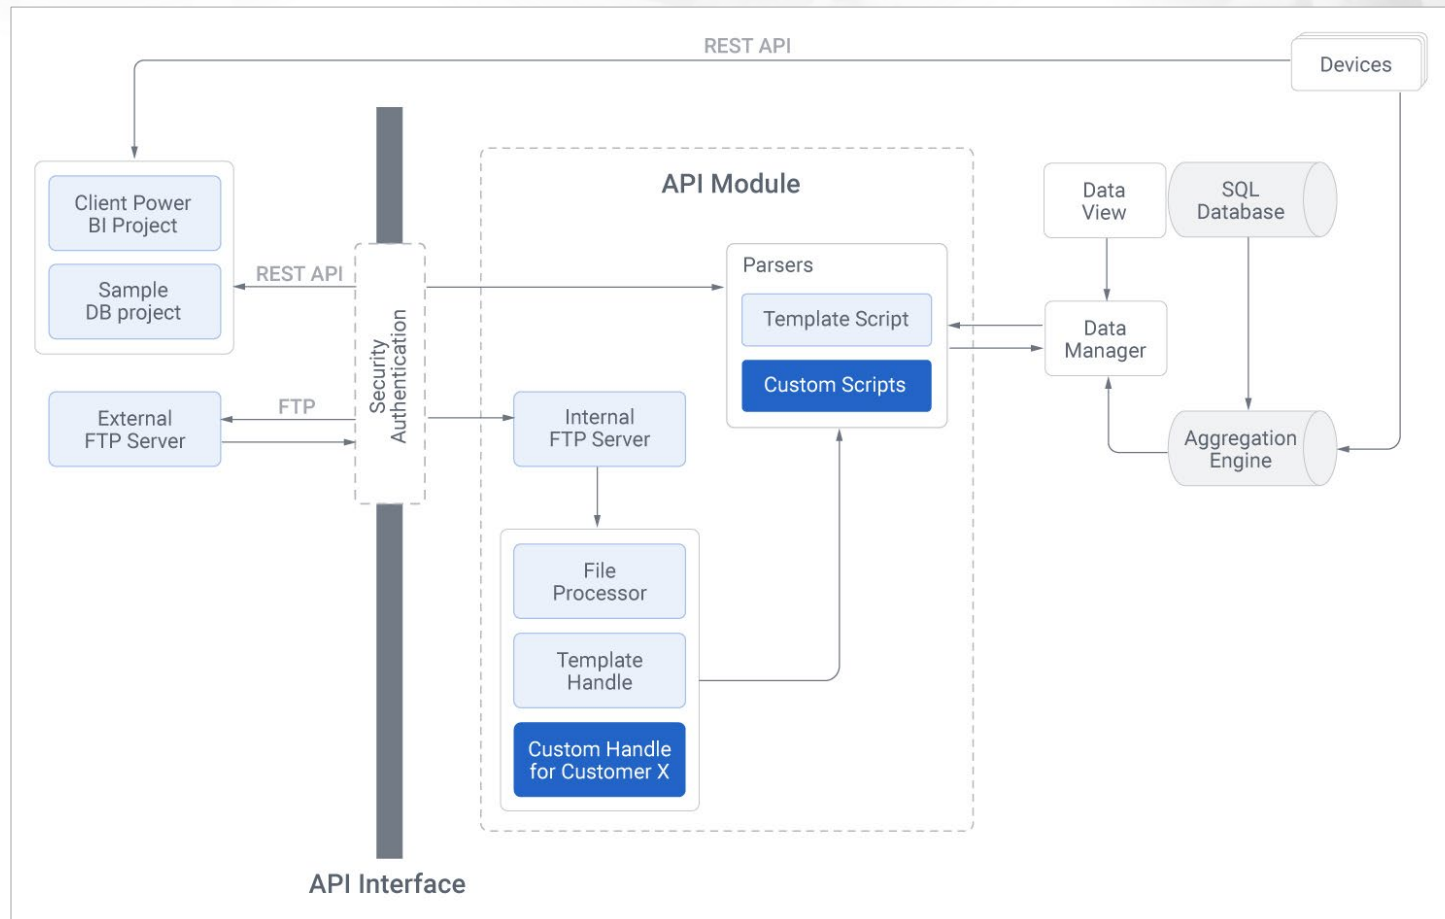 REST API
Devices
API Module
Client Power
BI Project
Sample
DB project
REST API
Security
Authentication
Parsers
Template Script
Custom Scripts
Data
View
SQL
Database
Data
Manager
Aggregation
Engine
External
FTP Server
FTP
Internal
FTP Server
File
Processor
Template
Handle
Custom Handle
for Customer X
API Interface